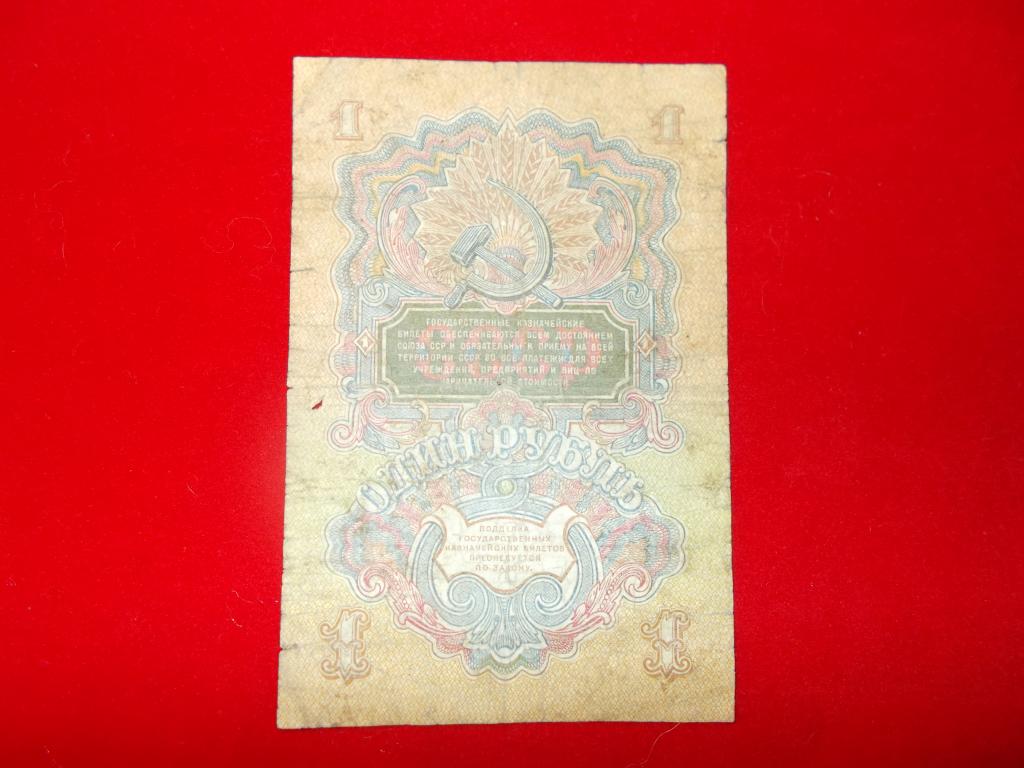 1 1
ГОСУДАРСТВЕННЫЕ КАЗНАЧЕЙСКИЕ
БИЛЕТЫ ОБЕСПЕЧИВАЮТСЯ ВСЕМ ДОСТОЯНИЕМ
СОЮЗА ССР И ОБЯЗАТЕЛЬНЫ К ПРИЕМУ НА ВСЕЙ
ТЕРРИТОРИИ СССР ВО ВСЕ ПЛАТЕЖИ ДЛЯ ВСЕХ
УЧРЕЖДЕНИЙ, ПРЕДПРИЯТИЙ И ЛИЦ ПО
НАРИЦАТЕЛЬНОЙ СТОИМОСТИ.
ОДИН РУБЛЬ
ПОДДЕЛКА
ГОСУДАРСТВЕННЫХ
КАЗНАЧЕЙСКИХ БИЛЕТОВ
ПРЕСЛЕДУЕТСЯ
ПО ЗАКОНУ.
1 1